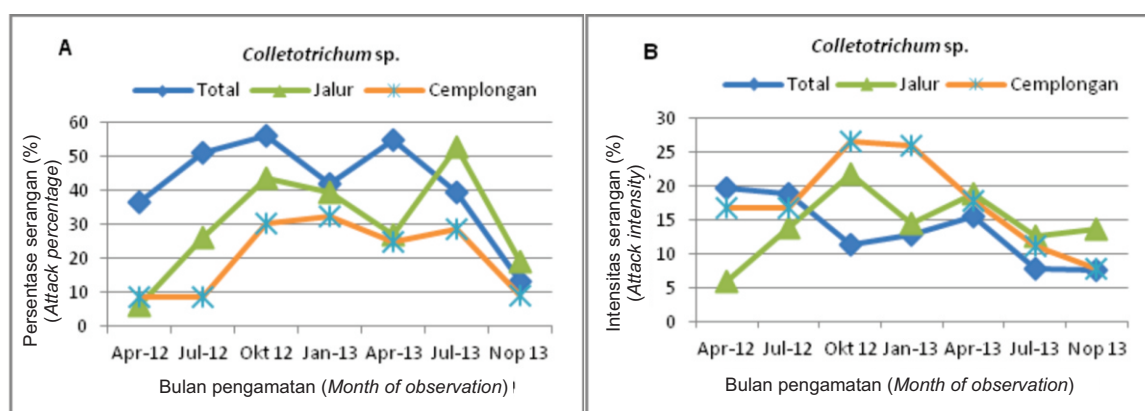 A
Colletotrichum sp.
Total Jalur Cemplongan
Persentase serangan (%)
(Attack percentage)
60
50
40
30
20
10
0
Apr-12 Jul-12 Okt 12 Jan-13 Apr-13 Jul-13 Nop 13
Bulan pengamatan (Month of observation)
B
Colletotrichum sp.
Total Jalur Cemplongan
Intensitas serangan (%)
(Attack intensity)
30
25
20
15
10
5
0
Apr-12 Jul-12 Okt 12 Jan-13 Apr-13 Jul-13 Nop 13
Bulan pengamatan (Month of observation)